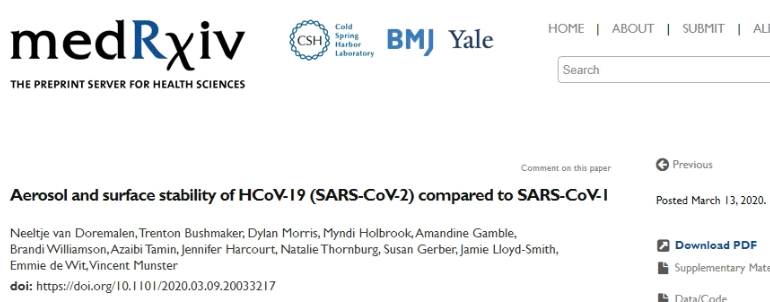 medRxiv
THE PREPRINT SERVER FOR HEALTH SCIENCES
CSH
Cold
Spring
Harbor
Laboratory
BMJ
Yale
HOME | ABOUT | SUBMIT |
Search
Comment on this paper
Aerosol and surface stability of HCoV-19 (SARS-CoV-2) compared to SARS-CoV-1
Neeltje van Doremalen, Trenton Bushmaker, Dylan Morris, Myndi Holbrook, Amandine Gamble,
Brandi Williamson, Azaibi Tamin, Jennifer Harcourt, Natalie Thornburg, Susan Gerber, Jamie Lloyd-Smith,
Emmie de Wit, Vincent Munster
doi: https://doi.org/10.1101/2020.03.09.20033217
Previous
Posted March 13, 2020.
Download PDF
Supplementary Mate
Data/Code